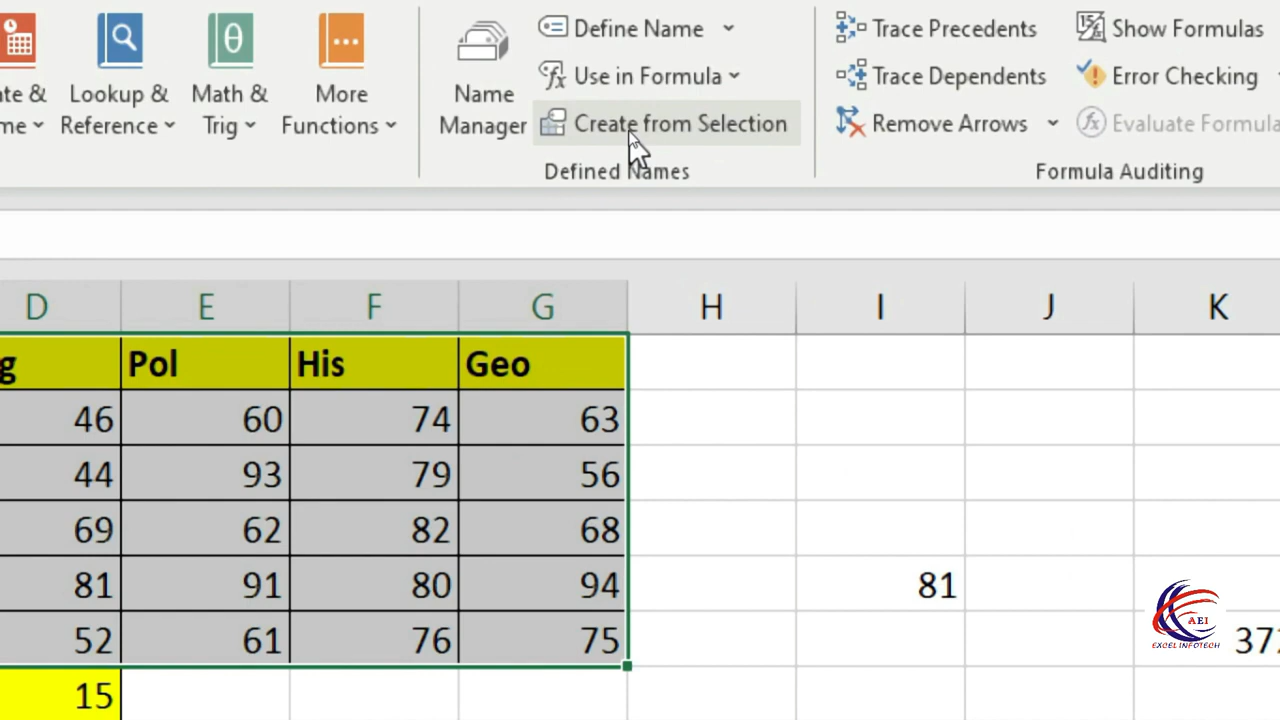 Define Name
Trace Precedents
Show Formulas
Use in Formula
Trace Dependents
Error Checking
Lookup &
Reference
Math &
Trig
More
Functions
Name
Manager
Create from Selection
Remove Arrows
Evaluate Formula
Defined Names
Formula Auditing
D E F G H I J K
Pol His Geo
46 60 74 63
44 93 79 56
69 62 82 68
81 91 80 94 81
52 61 76 75
15
AEI
EXCEL INFOTECH